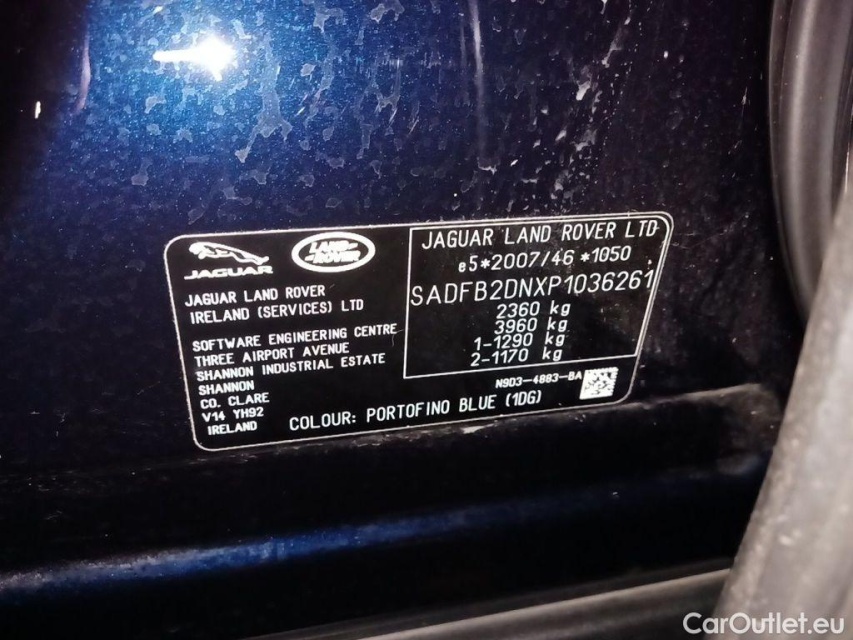 JAGUAR
LAND-
ROVER
JAGUAR LAND ROVER
IRELAND (SERVICES) LTD
SOFTWARE ENGINEERING CENTRE
THREE AIRPORT AVENUE
SHANNON INDUSTRIAL ESTATE
SHANNON
CO. CLARE
V14 YH92
IRELAND
JAGUAR LAND ROVER LTD
e5*2007/46*1050
SADFB2DNXP1036261
2360 kg
3960 kg
1-1290 kg
2-1170 kg
N9D3-4883-BA
COLOUR: PORTOFINO BLUE (1DG)
CarOutlet.eu